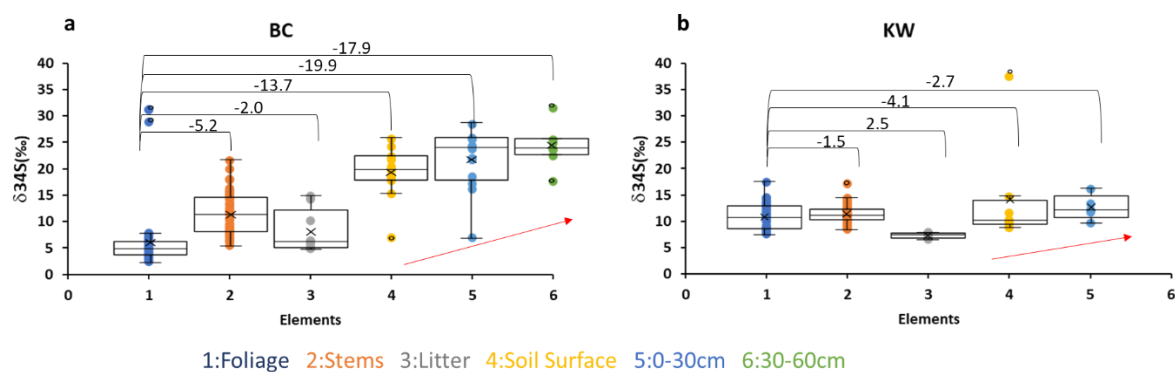 a
BC
-17.9
-19.9
-13.7
-2.0
-5.2
40
35
30
25
20
15
10
5
0
δ34S(‰)
0 1 2 3 4 5 6
Elements
b
KW
-2.7
-4.1
2.5
-1.5
40
35
30
25
20
15
10
5
0
δ34S(‰)
0 1 2 3 4 5 6
Elements
1:Foliage 2:Stems 3:Litter 4:Soil Surface 5:0-30cm 6:30-60cm